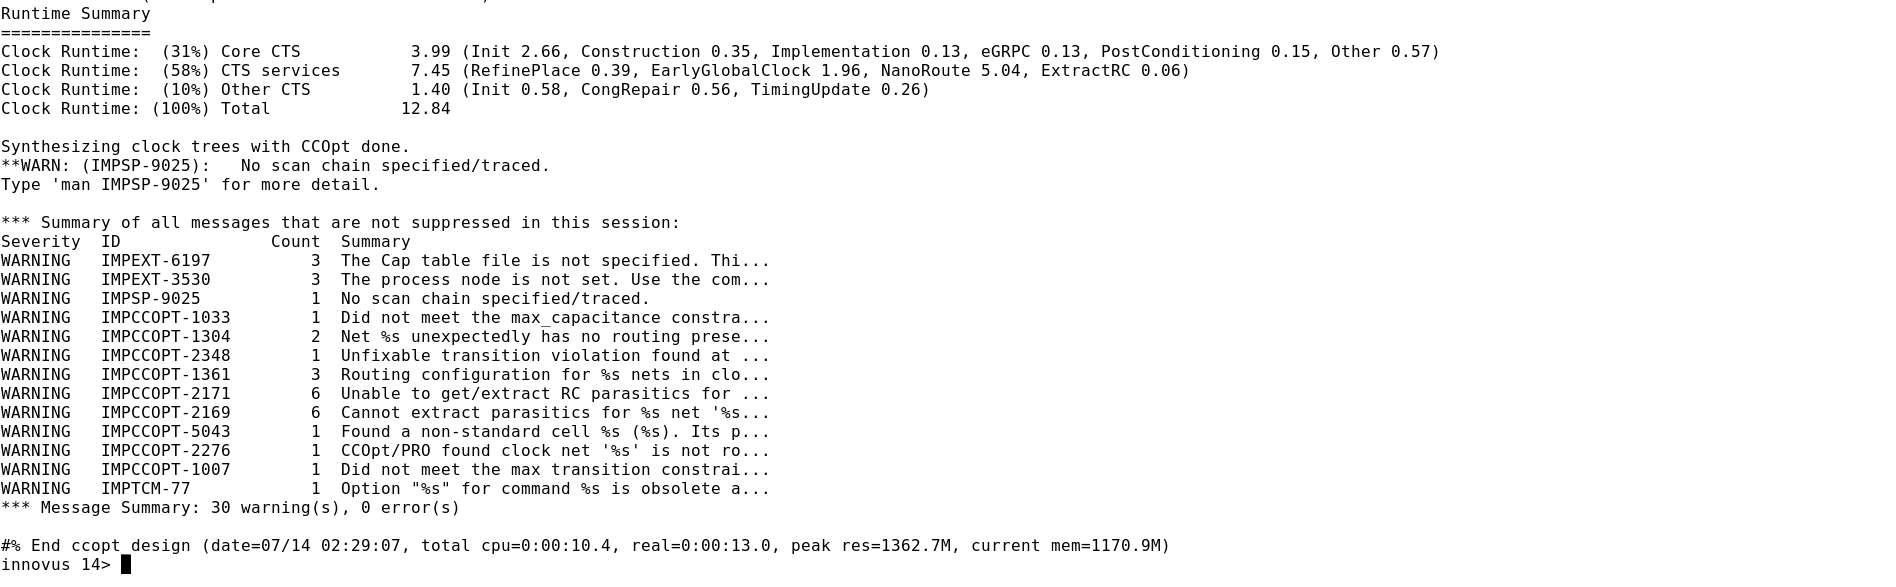 Runtime Summary
===============
Clock Runtime:  (31%) Core CTS           3.99 (Init 2.66, Construction 0.35, Implementation 0.13, eGRPC 0.13, PostConditioning 0.15, Other 0.57)
Clock Runtime:  (58%) CTS services       7.45 (RefinePlace 0.39, EarlyGlobalClock 1.96, NanoRoute 5.04, ExtractRC 0.06)
Clock Runtime:  (10%) Other CTS          1.40 (Init 0.58, CongRepair 0.56, TimingUpdate 0.26)
Clock Runtime: (100%) Total             12.84

Synthesizing clock trees with CCOpt done.
**WARN: (IMPSP-9025):   No scan chain specified/traced.
Type 'man IMPSP-9025' for more detail.

*** Summary of all messages that are not suppressed in this session:
Severity  ID               Count  Summary
WARNING   IMPEXT-6197          3  The Cap table file is not specified. Thi...
WARNING   IMPEXT-3530          3  The process node is not set. Use the com...
WARNING   IMPSP-9025           1  No scan chain specified/traced.
WARNING   IMPCCOPT-1033        1  Did not meet the max_capacitance constra...
WARNING   IMPCCOPT-1304        2  Net %s unexpectedly has no routing prese...
WARNING   IMPCCOPT-2348        1  Unfixable transition violation found at ...
WARNING   IMPCCOPT-1361        3  Routing configuration for %s nets in clo...
WARNING   IMPCCOPT-2171        6  Unable to get/extract RC parasitics for ...
WARNING   IMPCCOPT-2169        6  Cannot extract parasitics for %s net '%s...
WARNING   IMPCCOPT-5043        1  Found a non-standard cell %s (%s). Its p...
WARNING   IMPCCOPT-2276        1  CCOpt/PRO found clock net '%s' is not ro...
WARNING   IMPCCOPT-1007        1  Did not meet the max transition constrai...
WARNING   IMPTCM-77            1  Option "%s" for command %s is obsolete a...
*** Message Summary: 30 warning(s), 0 error(s)

#% End ccopt_design (date=07/14 02:29:07, total cpu=0:00:10.4, real=0:00:13.0, peak res=1362.7M, current mem=1170.9M)
innovus 14>